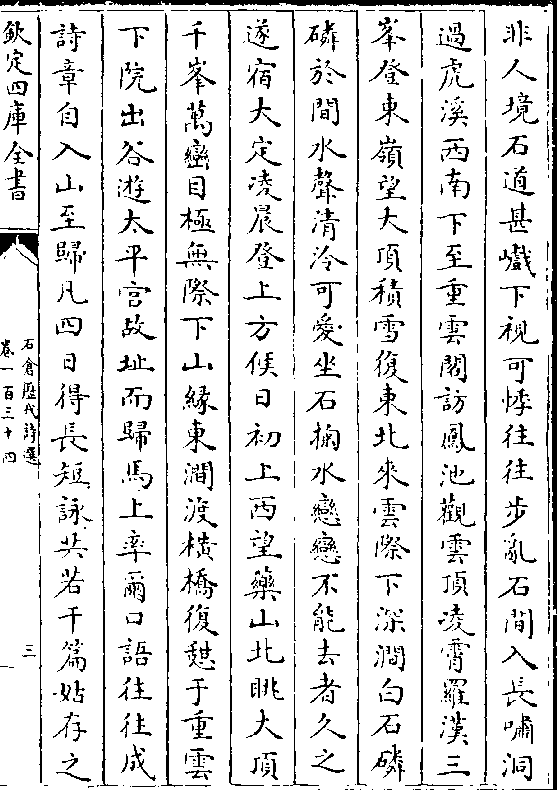 非人境石道甚巇下視可悸往往步亂石間入長嘯洞
過虎溪西南下至重雲閣訪鳳池觀雲頂凌霄羅漢三
峯登東嶺望大頂積雪復東北來雲際下深澗白石磷
磷於間水聲清泠可愛坐石掬水戀戀不能去者久之
遂宿大定凌晨登上方候日初上西望藥山北眺大頂
千峯萬巒目極無際下山緣東澗渡横橋復憇于重雲
下院出谷遊太平宮故址而歸馬上率爾口語往往成
詩章自入山至歸凡四日得長短詠共若干篇姑存之
欽定四庫全書
石倉歷代詩選
卷一百三十四
三